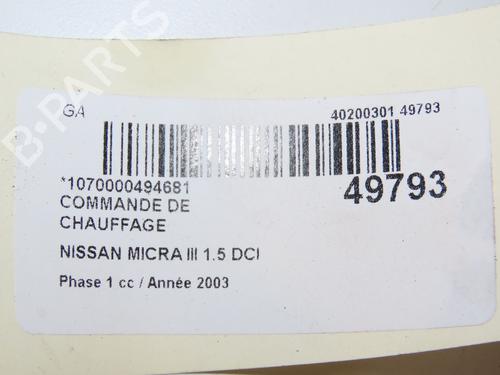 GA
40200301 49793
*1070000494681
49793
COMMANDE DE
CHAUFFAGE
NISSAN MICRA III 1.5 DCI
Phase 1 cc / Année 2003
B-PARTS